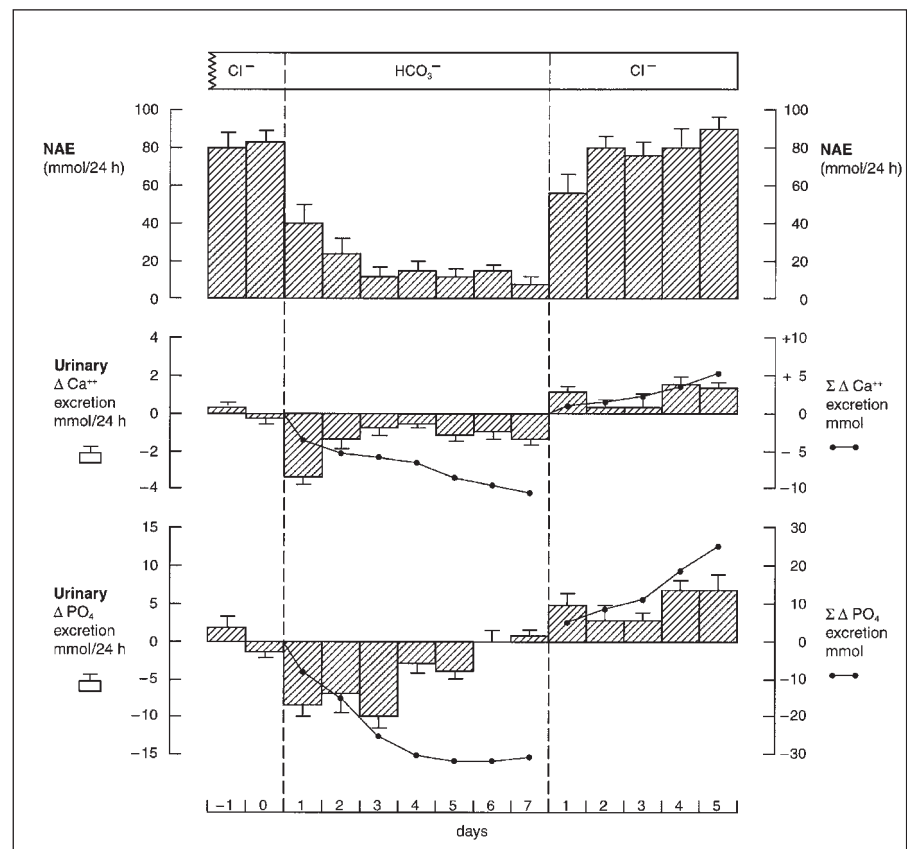 Cl⁻ HCO₃⁻ Cl⁻
NAE
(mmol/24 h)
100
80
60
40
20
0
100
80
60
40
20
0
NAE
(mmol/24 h)
Urinary
Δ Ca⁺⁺
excretion
mmol/24 h
4
2
0
−2
−4
+10
+ 5
0
− 5
−10
Σ Δ Ca⁺⁺
excretion
mmol
Urinary
Δ PO₄
excretion
mmol/24 h
15
10
5
0
−5
−10
−15
30
20
10
0
−10
−20
−30
Σ Δ PO₄
excretion
mmol
−1 0 1 2 3 4 5 6 7 1 2 3 4 5
days